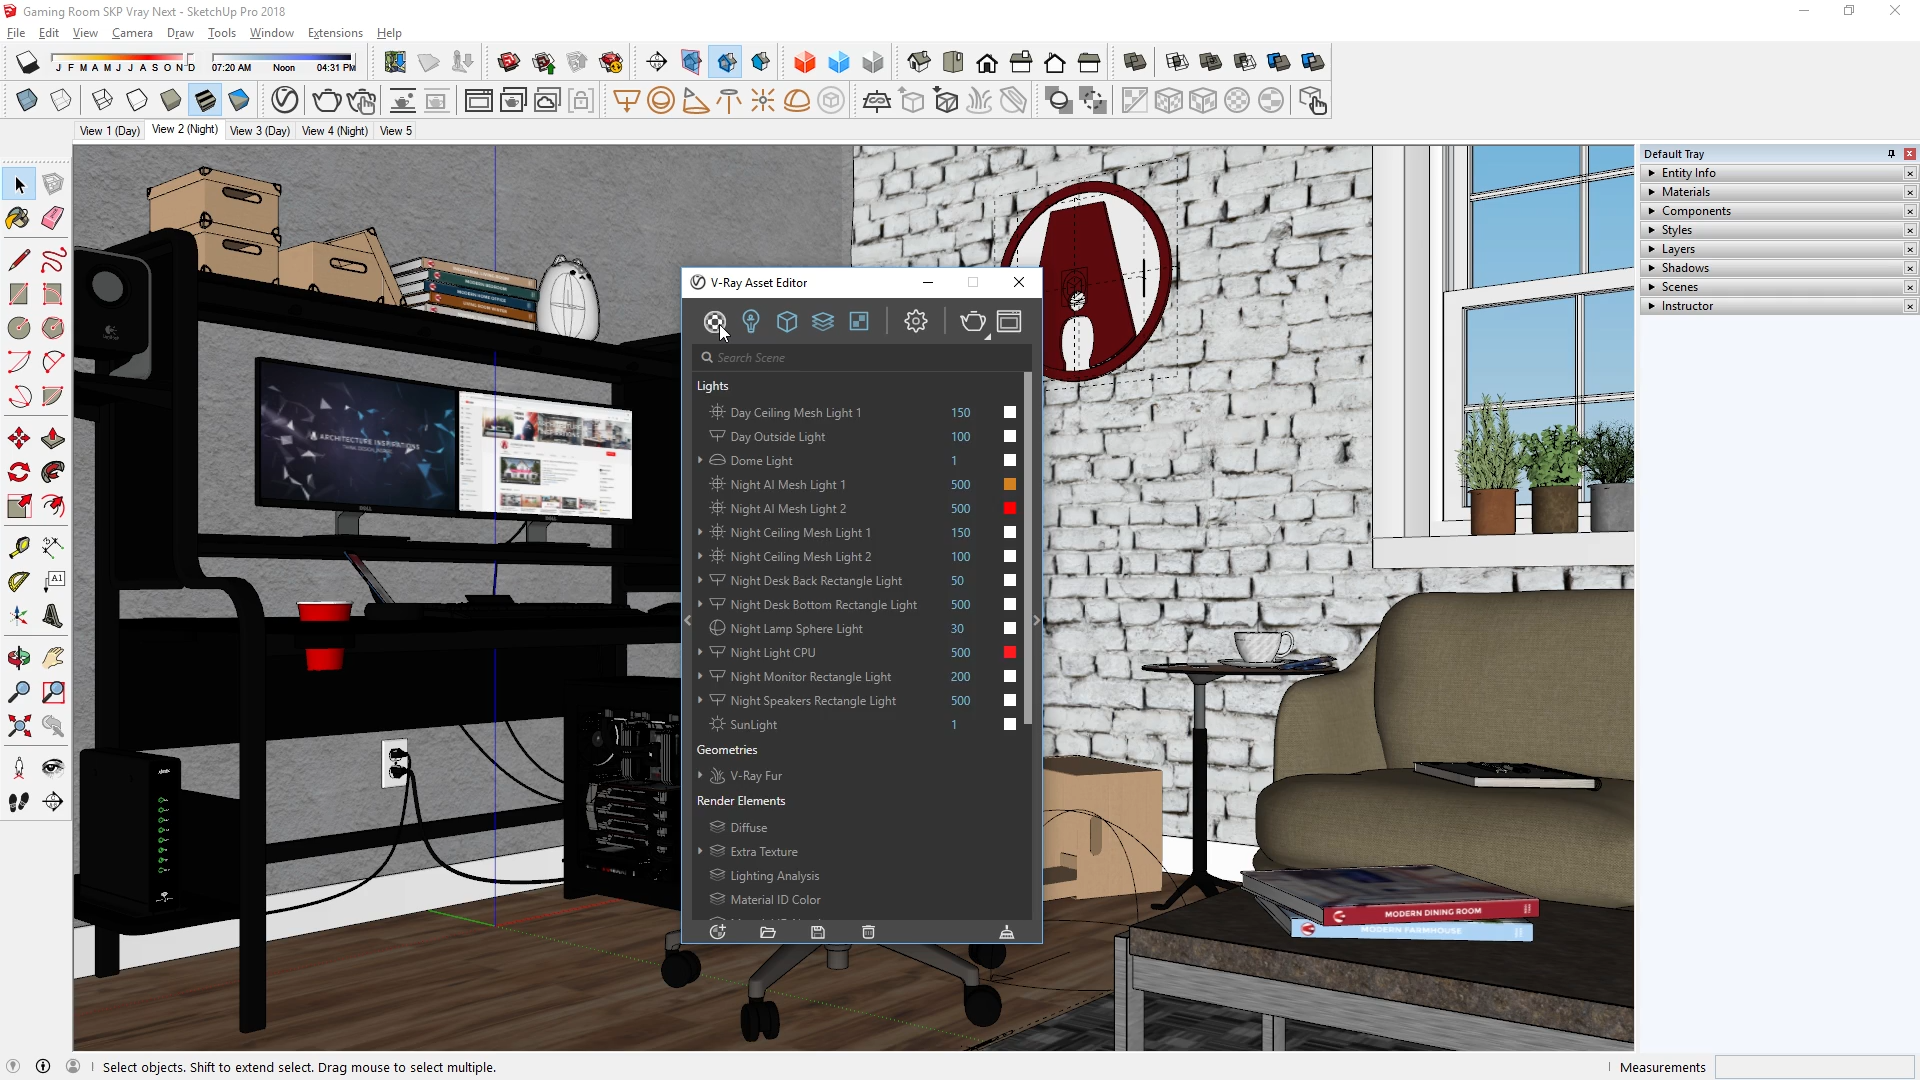 Gaming Room SKP Vray Next - SketchUp Pro 2018
File Edit View Camera Draw Tools Window Extensions Help
J F M A M J J A S O N D
07:20 AM Noon 04:31 PM
View 1 (Day) View 2 (Night) View 3 (Day) View 4 (Night) View 5
Default Tray
Entity Info
Materials
Components
Styles
Layers
Shadows
Scenes
Instructor
A1
V-Ray Asset Editor
Search Scene
Lights
Day Ceiling Mesh Light 1 150
Day Outside Light 100
Dome Light 1
Night AI Mesh Light 1 500
Night AI Mesh Light 2 500
Night Ceiling Mesh Light 1 150
Night Ceiling Mesh Light 2 100
Night Desk Back Rectangle Light 50
Night Desk Bottom Rectangle Light 500
Night Lamp Sphere Light 30
Night Light CPU 500
Night Monitor Rectangle Light 200
Night Speakers Rectangle Light 500
SunLight 1
Geometries
V-Ray Fur
Render Elements
Diffuse
Extra Texture
Lighting Analysis
Material ID Color
ARCHITECTURE INSPIRATIONS
DELL
DELL
MODERN DINING ROOM
MODERN FARMHOUSE
Select objects. Shift to extend select. Drag mouse to select multiple.
Measurements